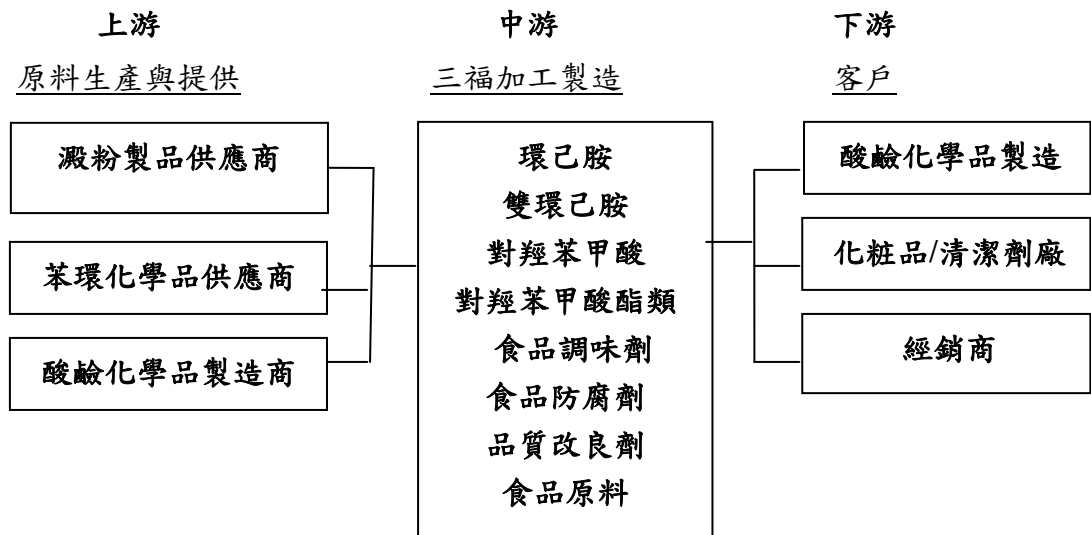 上游
中游
下游
原料生產與提供
三福加工製造
客戶
澱粉製品供應商
苯環化學品供應商
酸鹼化學品製造商
環己胺
雙環己胺
對羥苯甲酸
對羥苯甲酸酯類
食品調味劑
食品防腐劑
品質改良劑
食品原料
酸鹼化學品製造
化粧品/清潔劑廠
經銷商